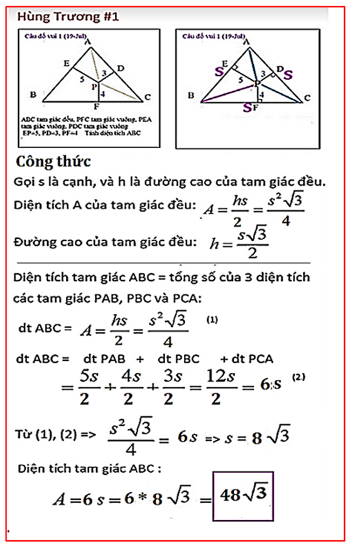 Hùng Trương #1
Câu đố vui 1 (19-Jul)
A
E
D
5
3
P
4
B
F
C
ABC tam giác đều, PFC tam giác vuông, PEA
tam giác vuông, PDC tam giác vuông
EP=5, PD=3, PF=4 Tính diện tích ABC
Câu đố vui 1 (19-Jul)
A
E
D
S
S
5
3
P
4
B
SF
C
Công thức
Gọi s là cạnh, và h là đường cao của tam giác đều.
Diện tích A của tam giác đều: A = hs/2 = s²√3/4
Đường cao của tam giác đều: h = s√3/2
Diện tích tam giác ABC = tổng số của 3 diện tích
các tam giác PAB, PBC và PCA:
dt ABC = A = hs/2 = s²√3/4 (1)
dt ABC = dt PAB + dt PBC + dt PCA
= 5s/2 + 4s/2 + 3s/2 = 12s/2 = 6s (2)
Từ (1), (2) => s²√3/4 = 6s => s = 8√3
Diện tích tam giác ABC :
A = 6 s = 6 * 8√3 = 48√3